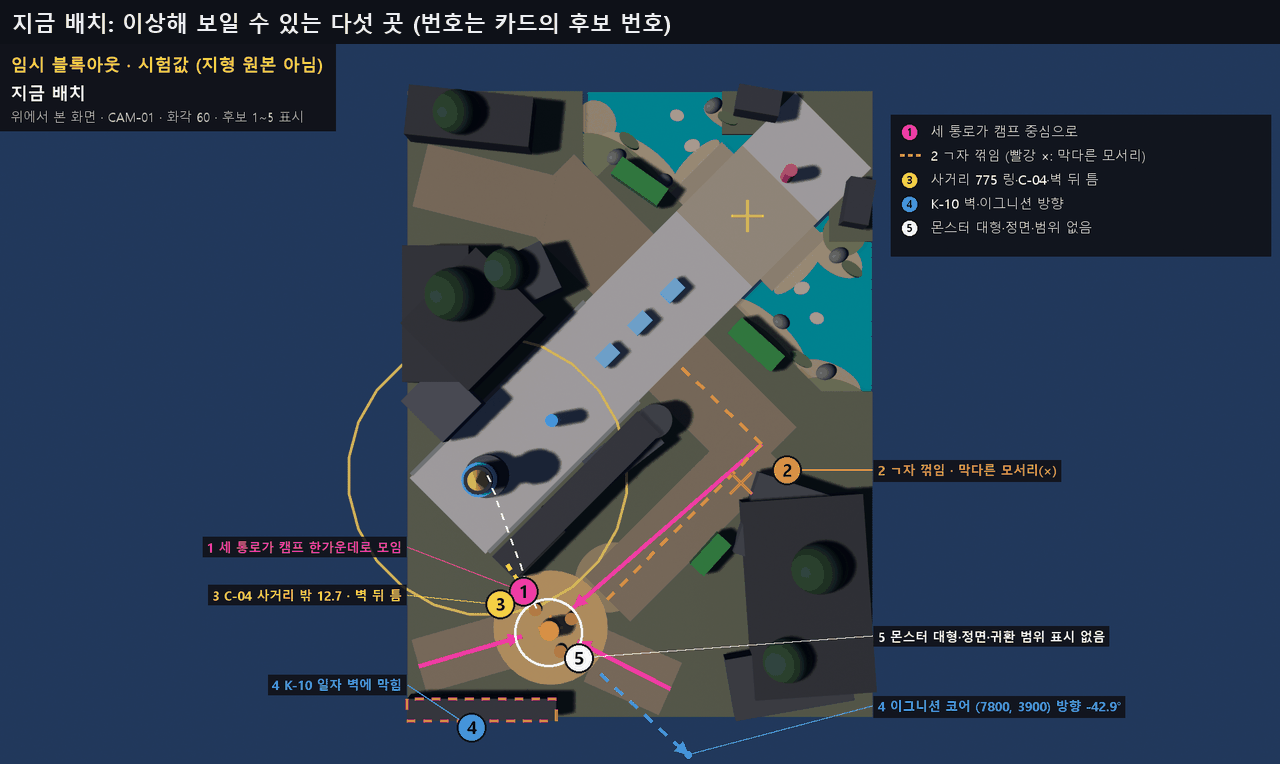 지금 배치: 이상해 보일 수 있는 다섯 곳 (번호는 카드의 후보 번호)
임시 블록아웃 · 시험값 (지형 원본 아님)
지금 배치
위에서 본 화면 · CAM-01 · 화각 60 · 후보 1~5 표시
1 세 통로가 캠프 중심으로
2 ㄱ자 꺾임 (빨강 ×: 막다른 모서리)
3 사거리 775 링·C-04·벽 뒤 틈
4 K-10 벽·이그니션 방향
5 몬스터 대형·정면·범위 없음
2
2 ㄱ자 꺾임 · 막다른 모서리(×)
1 세 통로가 캠프 한가운데로 모임
3 C-04 사거리 밖 12.7 · 벽 뒤 틈
1
3
5
5 몬스터 대형·정면·귀환 범위 표시 없음
4 K-10 일자 벽에 막힘
4
4 이그니션 코어 (7800, 3900) 방향 -42.9°